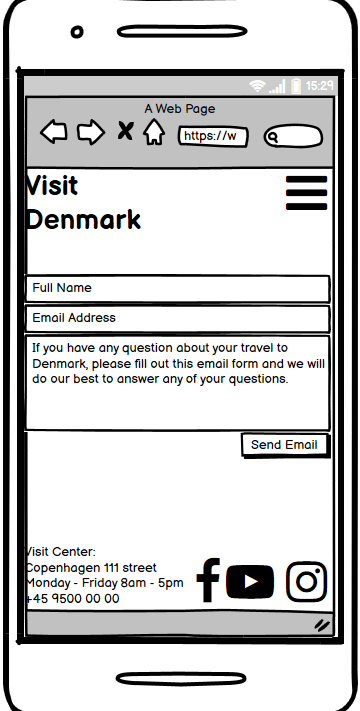 15:29
A Web Page
https://w
Visit
Denmark
Full Name
Email Address
If you have any question about your travel to
Denmark, please fill out this email form and we will
do our best to answer any of your questions.
Send Email
Visit Center:
Copenhagen 111 street
Monday - Friday 8am - 5pm
+45 9500 00 00